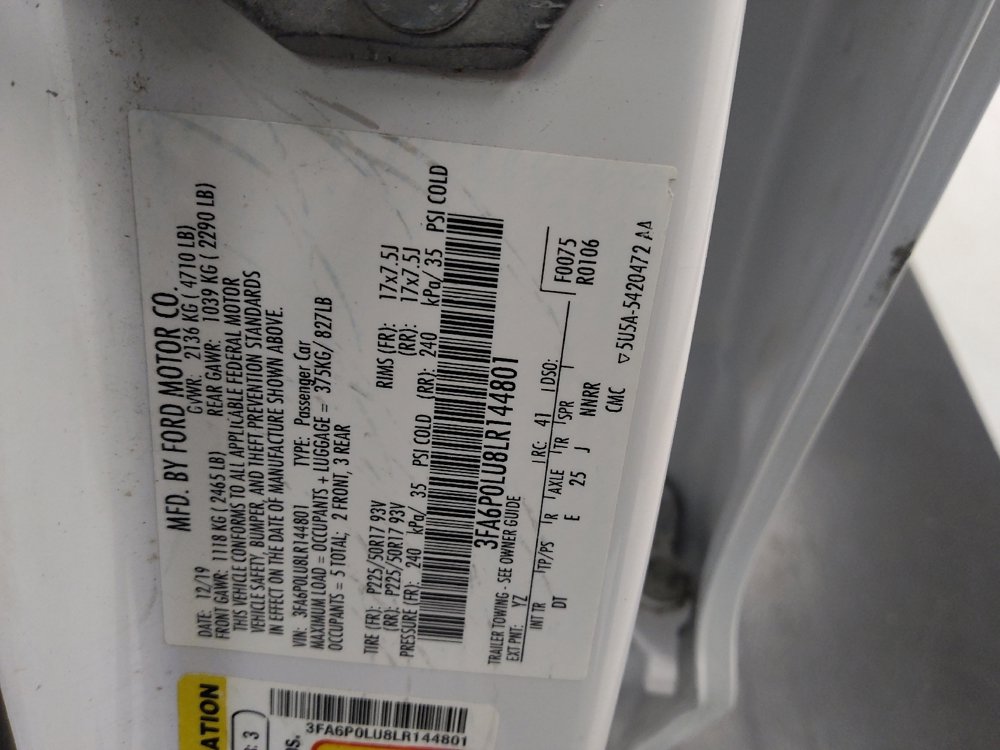 MFD. BY FORD MOTOR CO.
DATE: 12/19 GVWR: 2136 KG ( 4710 LB)
FRONT GAWR: 1118 KG ( 2465 LB) REAR GAWR: 1039 KG ( 2290 LB)
THIS VEHICLE CONFORMS TO ALL APPLICABLE FEDERAL MOTOR
VEHICLE SAFETY, BUMPER, AND THEFT PREVENTION STANDARDS
IN EFFECT ON THE DATE OF MANUFACTURE SHOWN ABOVE.
VIN: 3FA6P0LU8LR144801 TYPE: Passenger Car
MAXIMUM LOAD = OCCUPANTS + LUGGAGE = 375KG/ 827LB
OCCUPANTS = 5 TOTAL: 2 FRONT, 3 REAR
TIRE (FR): P225/50R17 93V RIMS (FR): 17x7.5J
(RR): P225/50R17 93V (RR): 17x7.5J
PRESSURE (FR): 240 kPa/ 35 PSI COLD (RR): 240 kPa/ 35 PSI COLD
3FA6P0LU8LR144801
TRAILER TOWING - SEE OWNER GUIDE
EXT PNT: YZ RC: 41 DSO: F0075
INT TR TP/PS R AXLE TR SPR R0106
DT E 25 J NNRR
CMC ▽5U5A-5420472 AA
ATION
: 3
3FA6P0LU8LR144801